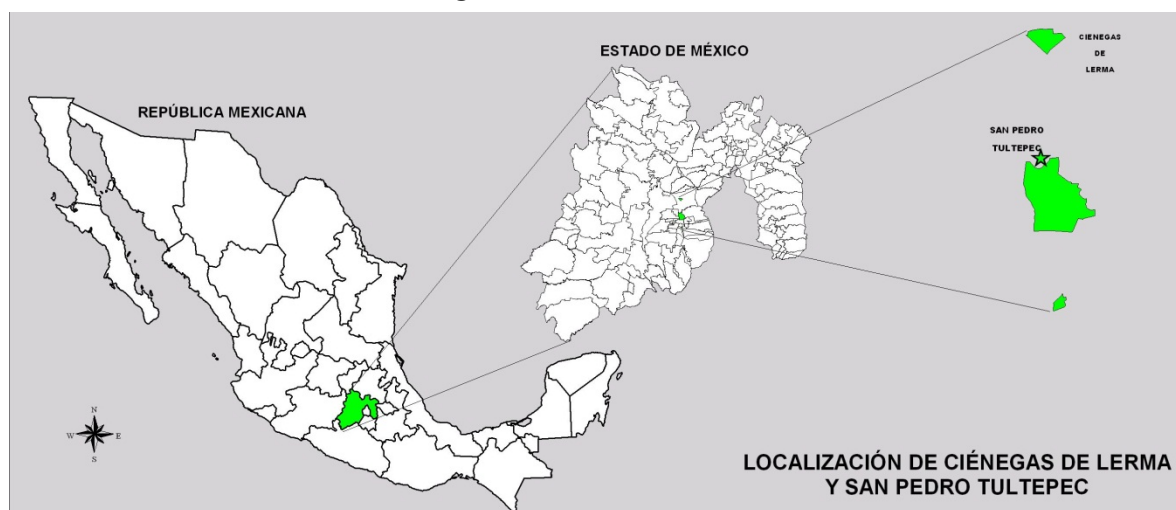 REPÚBLICA MEXICANA
ESTADO DE MÉXICO
CIENEGAS
DE
LERMA
SAN PEDRO
TULTEPEC
N
W
E
S
LOCALIZACIÓN DE CIÉNEGAS DE LERMA
Y SAN PEDRO TULTEPEC